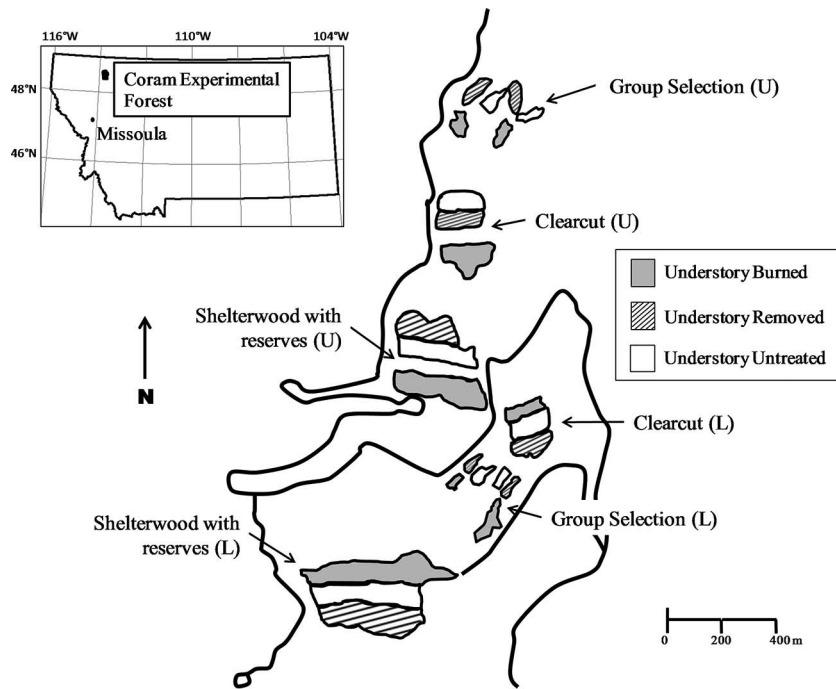 116°W
110°W
104°W
48°N
46°N
Coram Experimental
Forest
Missoula
Group Selection (U)
Clearcut (U)
Understory Burned
Understory Removed
Understory Untreated
Shelterwood with
reserves (U)
N
Clearcut (L)
Group Selection (L)
Shelterwood with
reserves (L)
0 200 400 m